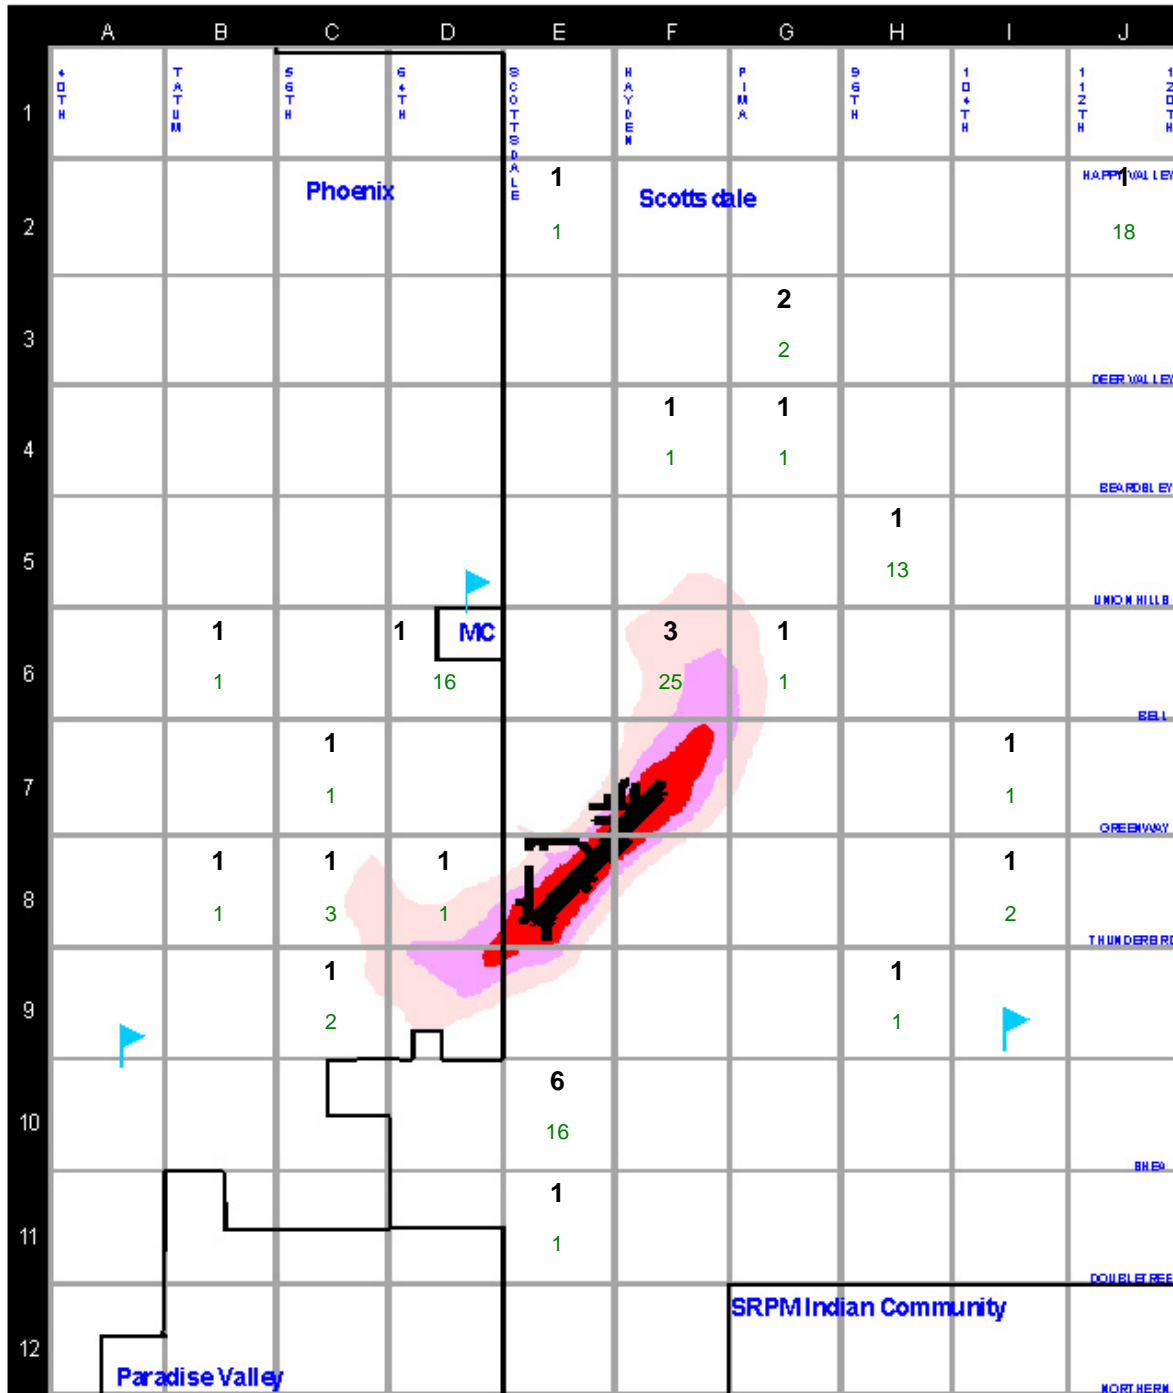 A B C D E F G H I J
1 40TH TATUM 56TH 64TH SCOTTSDALE HAYDEN PIMA 96TH 104TH 112TH 120TH
Phoenix 1 Scottsdale HAPPY VALLEY 1
2 1 18
2
3 2
DEER VALLEY
1 1
4 1 1
BEARDSLEY
1
5 13
UNION HILLS
1 1 MC 3 1
6 1 16 25 1
BELL
1 1
7 1 1
GREENWAY
1 1 1 1
8 1 3 1 2
THUNDERBIRD
1 1
9 2 1
6
10 16
SHEA
1
11 1
DOUBLETREE
SRPM Indian Community
12
Paradise Valley
NORTHERN